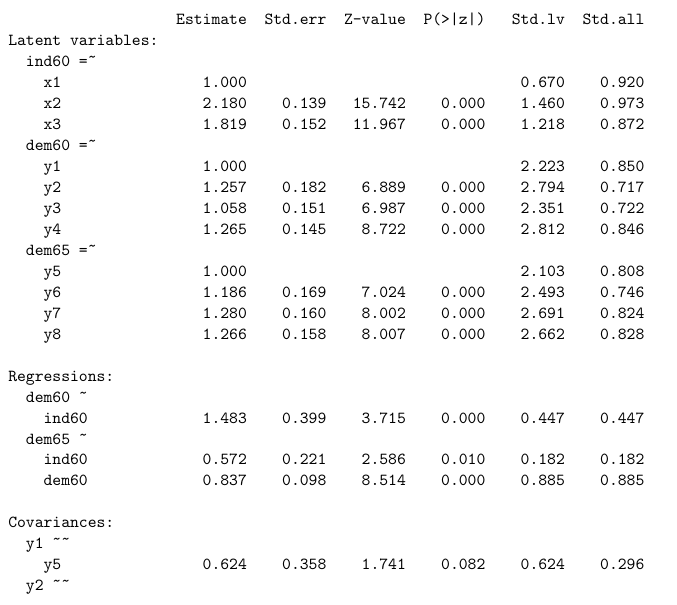 Estimate  Std.err  Z-value  P(>|z|)   Std.lv  Std.all
Latent variables:
  ind60 =~
    x1                1.000                               0.670    0.920
    x2                2.180    0.139   15.742    0.000    1.460    0.973
    x3                1.819    0.152   11.967    0.000    1.218    0.872
  dem60 =~
    y1                1.000                               2.223    0.850
    y2                1.257    0.182    6.889    0.000    2.794    0.717
    y3                1.058    0.151    6.987    0.000    2.351    0.722
    y4                1.265    0.145    8.722    0.000    2.812    0.846
  dem65 =~
    y5                1.000                               2.103    0.808
    y6                1.186    0.169    7.024    0.000    2.493    0.746
    y7                1.280    0.160    8.002    0.000    2.691    0.824
    y8                1.266    0.158    8.007    0.000    2.662    0.828

Regressions:
  dem60 ~
    ind60             1.483    0.399    3.715    0.000    0.447    0.447
  dem65 ~
    ind60             0.572    0.221    2.586    0.010    0.182    0.182
    dem60             0.837    0.098    8.514    0.000    0.885    0.885

Covariances:
  y1 ~~
    y5                0.624    0.358    1.741    0.082    0.624    0.296
  y2 ~~